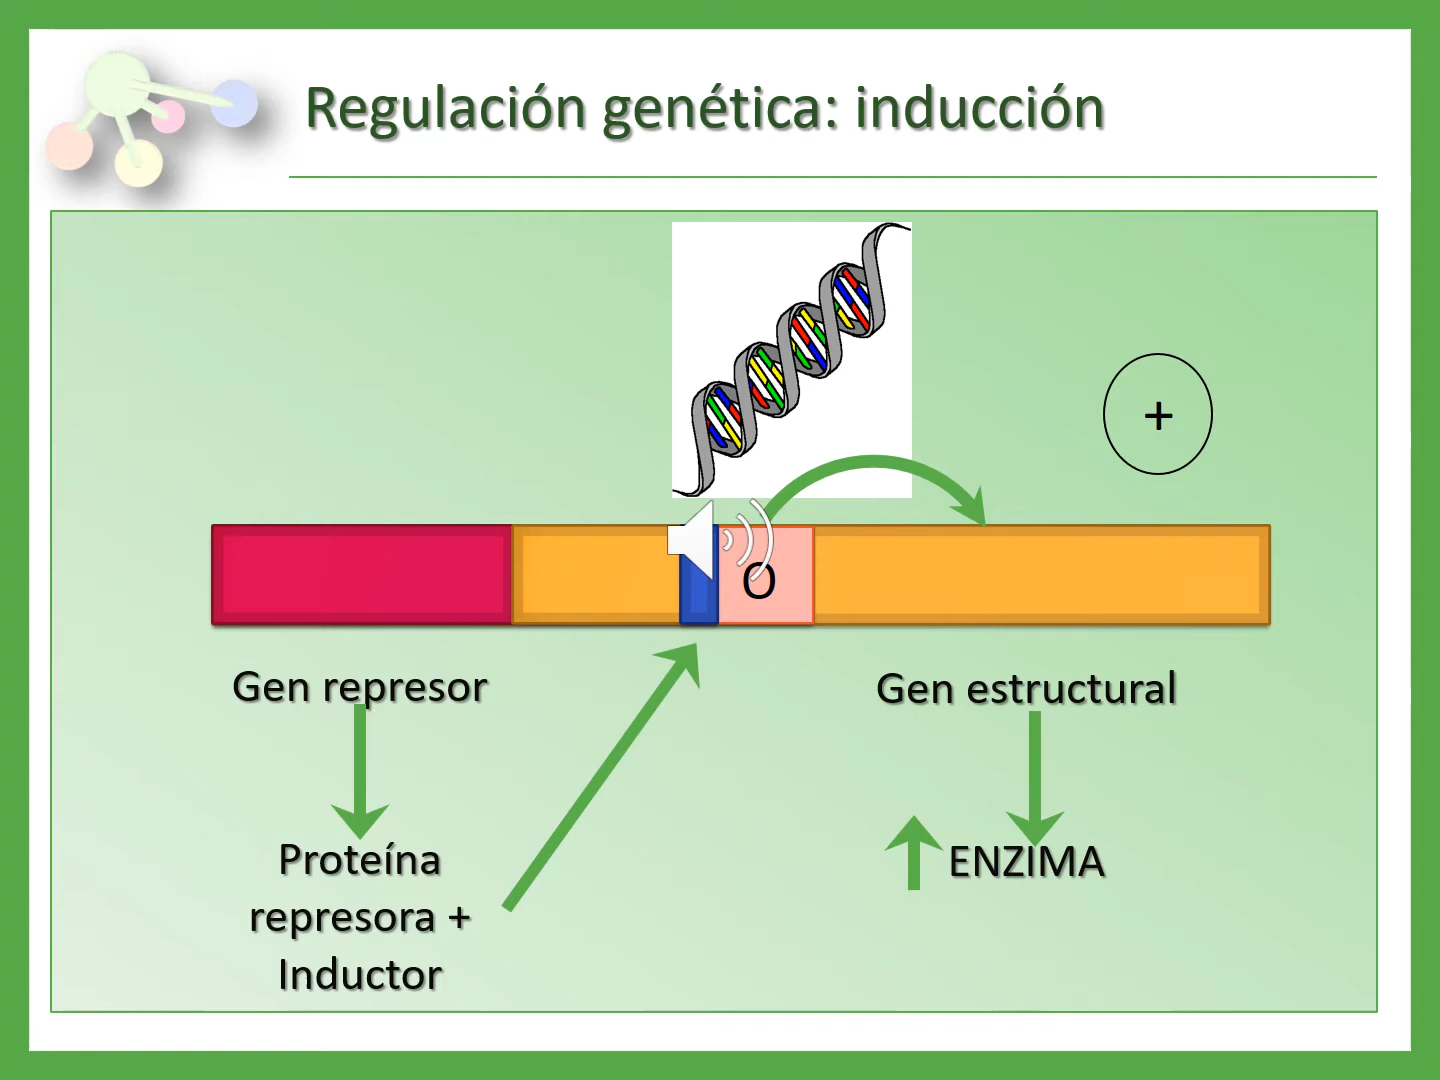 Regulación genética: inducción
+
O
Gen represor
Gen estructural
Proteína
represora +
Inductor
ENZIMA